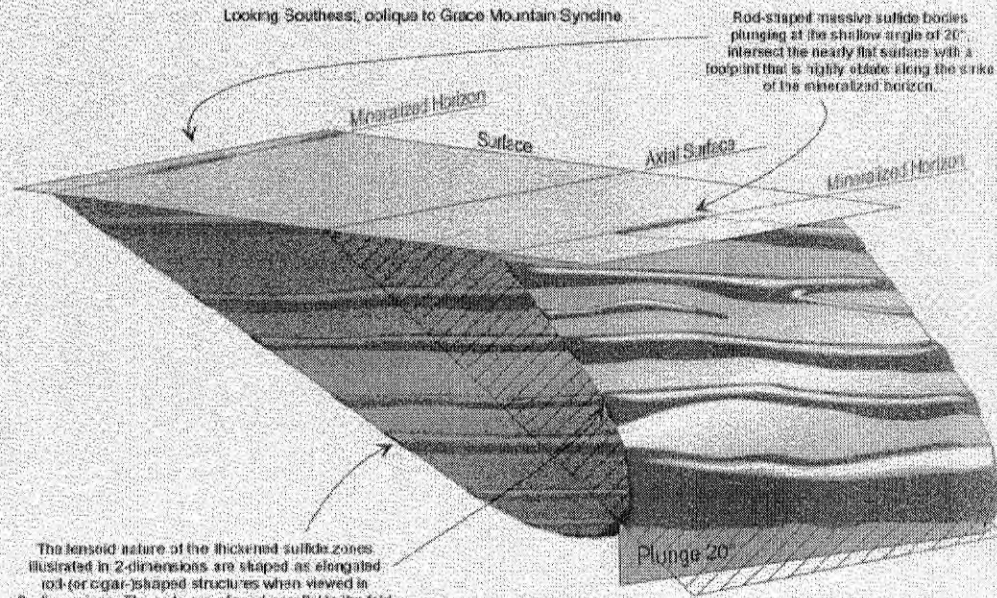 Looking Southeast, oblique to Grace Mountain Syncline
Rod-shaped massive sulfide bodies
plunging at the shallow angle of 20°,
intersect the nearly flat surface with a
footprint that is highly oblate along the strike
of the mineralized horizon.
Mineralized Horizon
Surface
Axial Surface
Mineralized Horizon
The lensoid nature of the thickened sulfide zones
illustrated in 2-dimensions are shaped as elongated
rod-(or cigar-)shaped structures when viewed in
Plunge 20°